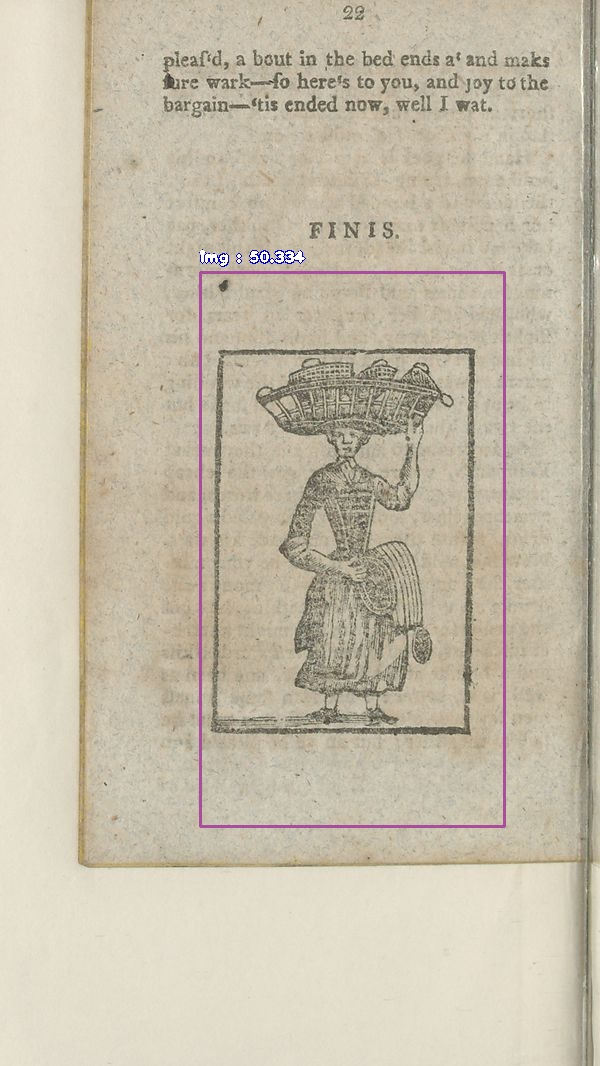 22
pleaſ'd, a bout in the bed ends a' and maks
ſure wark—ſo here's to you, and joy to the
bargain—'tis ended now, well I wat.
FINIS.
img : 50.334